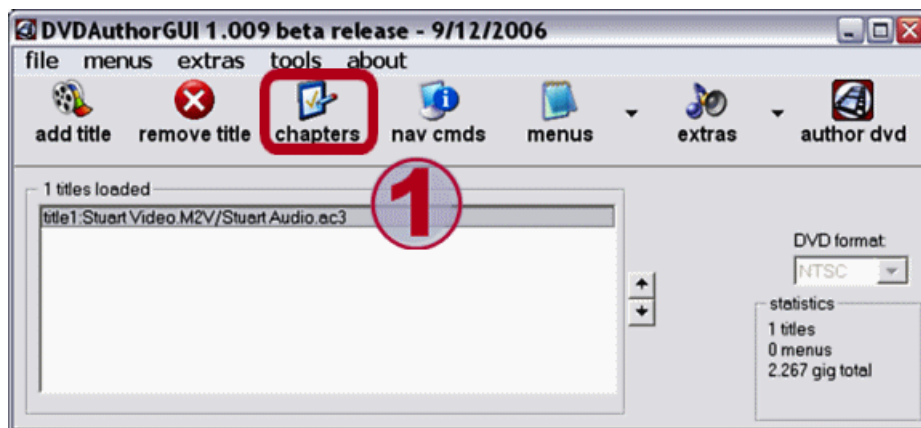 DVDAuthorGUI 1.009 beta release - 9/12/2006
file menus extras tools about
add title remove title chapters nav cmds menus extras author dvd
1 titles loaded
title1:Stuart Video.M2V/Stuart Audio.ac3
1
DVD format:
NTSC
statistics
1 titles
0 menus
2.267 gig total